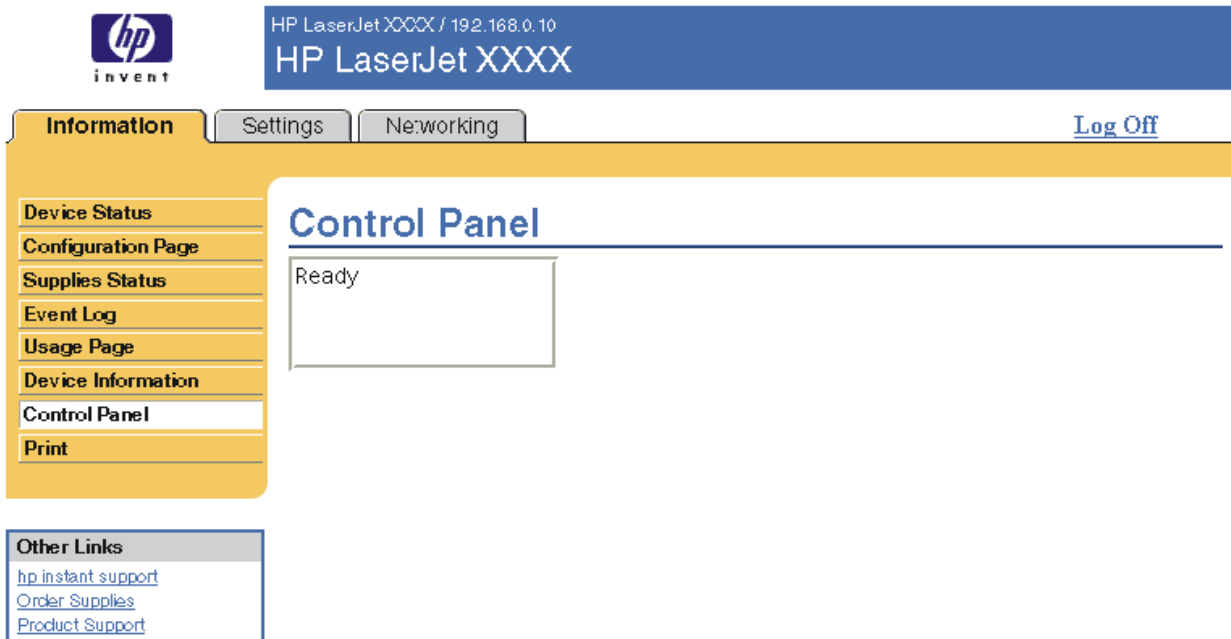 hp
invent
HP LaserJet XXXX / 192.168.0.10
HP LaserJet XXXX
Information
Settings
Networking
Log Off
Device Status
Configuration Page
Supplies Status
Event Log
Usage Page
Device Information
Control Panel
Print
Control Panel
Ready
Other Links
hp instant support
Order Supplies
Product Support